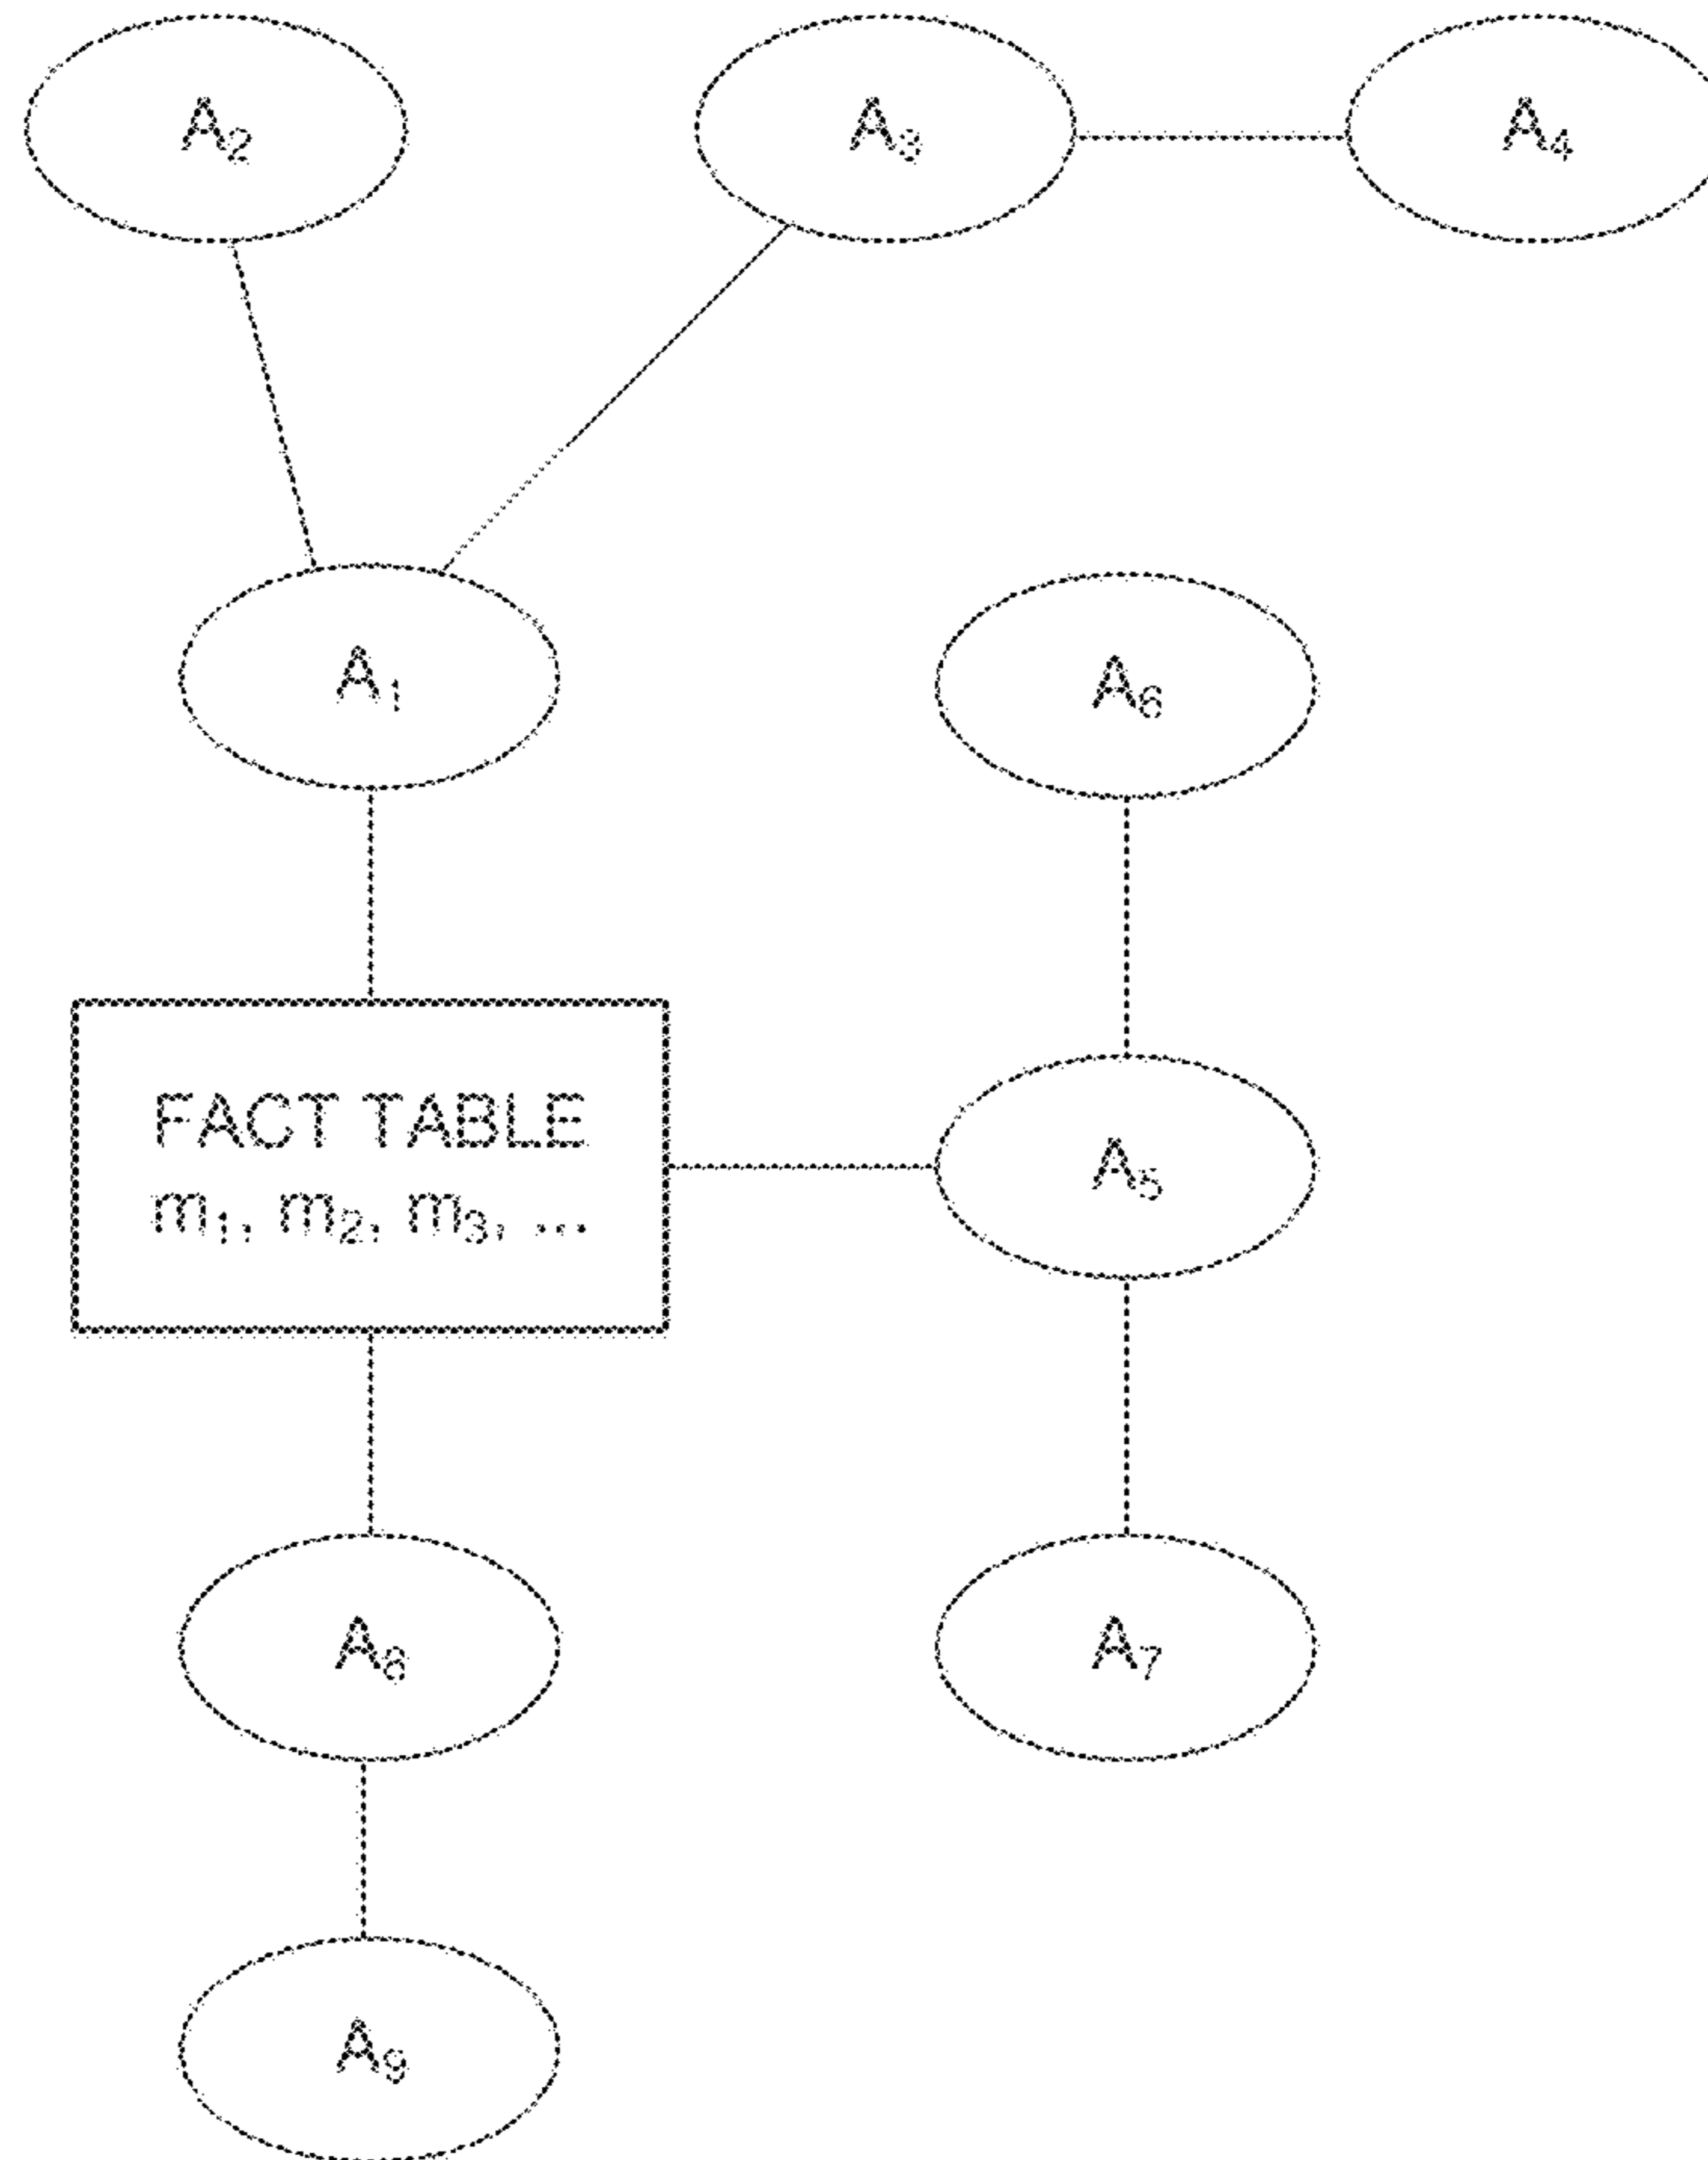 A₂
A₃
A₄
A₁
A₆
FACT TABLE
m₁, m₂, m₃, ...
A₅
A₈
A₇
A₉